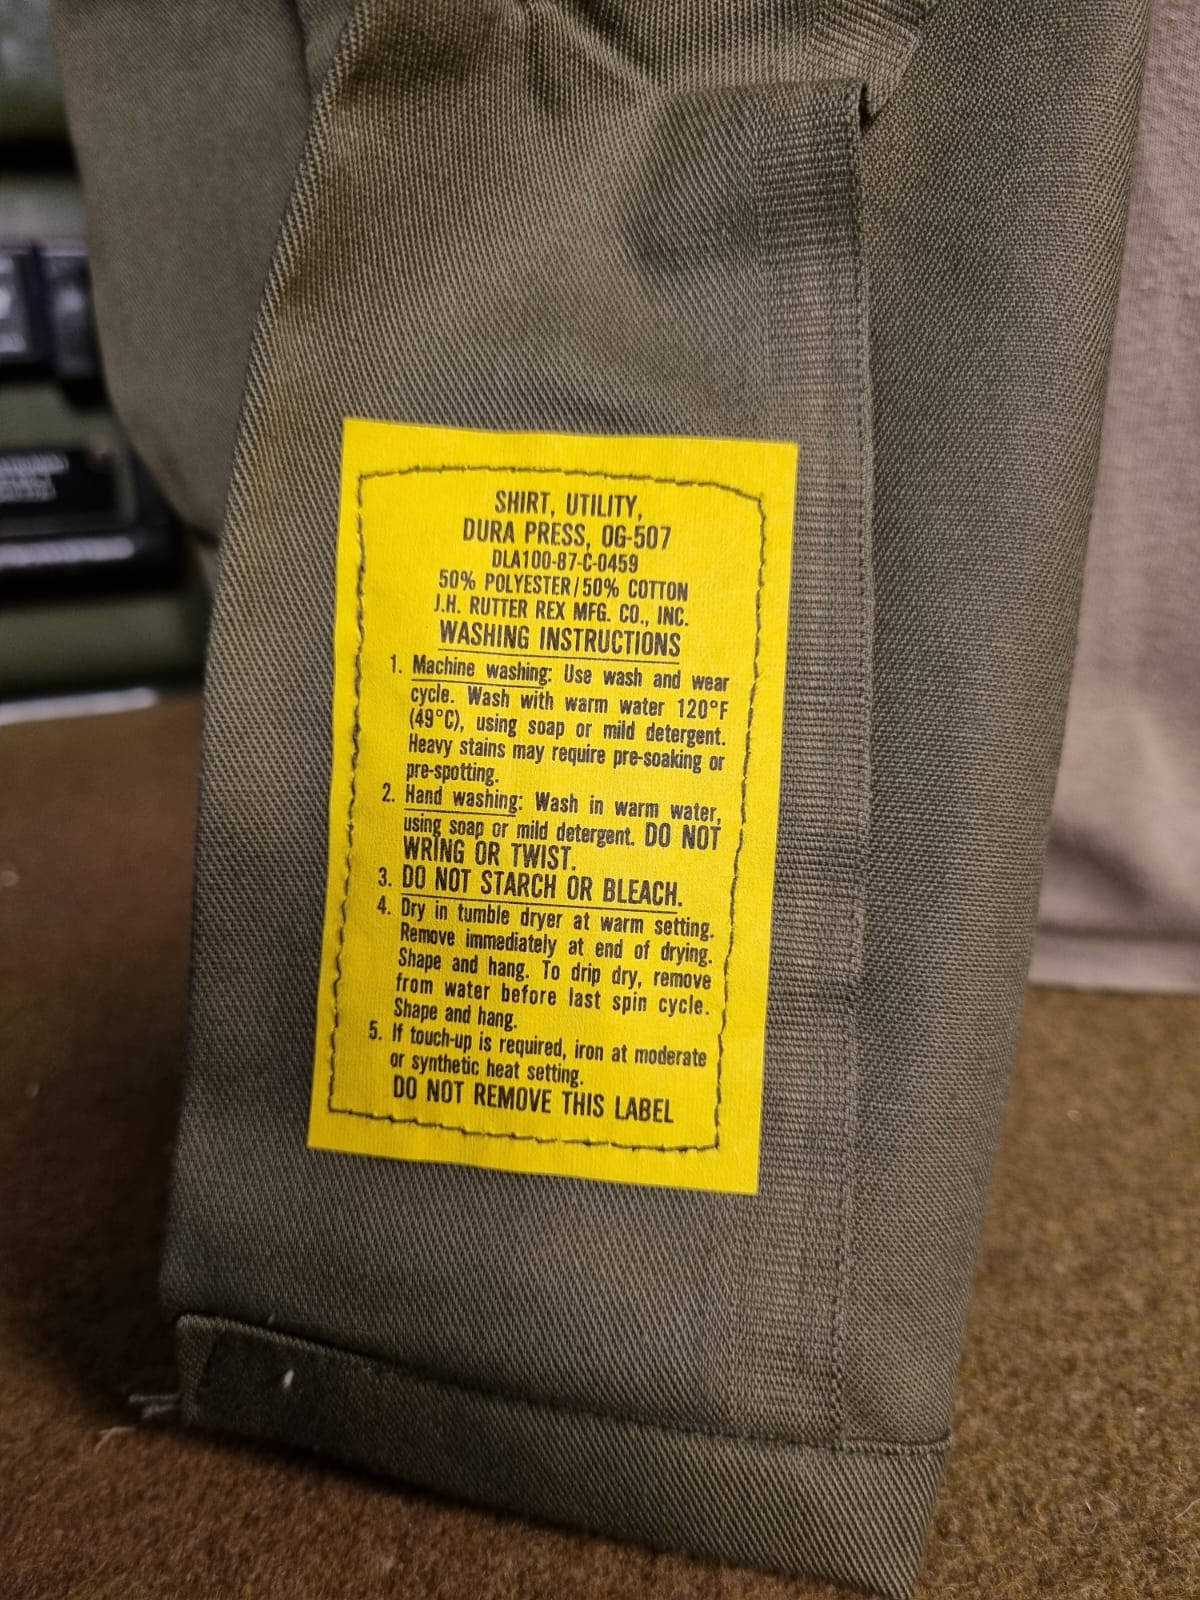 SHIRT, UTILITY,
DURA PRESS, OG-507
DLA100-87-C-0459
50% POLYESTER/50% COTTON
J.H. RUTTER REX MFG. CO., INC.
WASHING INSTRUCTIONS
1. Machine washing: Use wash and wear
cycle. Wash with warm water 120°F
(49°C), using soap or mild detergent.
Heavy stains may require pre-soaking or
pre-spotting.
2. Hand washing: Wash in warm water,
using soap or mild detergent. DO NOT
WRING OR TWIST.
3. DO NOT STARCH OR BLEACH.
4. Dry in tumble dryer at warm setting.
Remove immediately at end of drying.
Shape and hang. To drip dry, remove
from water before last spin cycle.
Shape and hang.
5. If touch-up is required, iron at moderate
or synthetic heat setting.
DO NOT REMOVE THIS LABEL